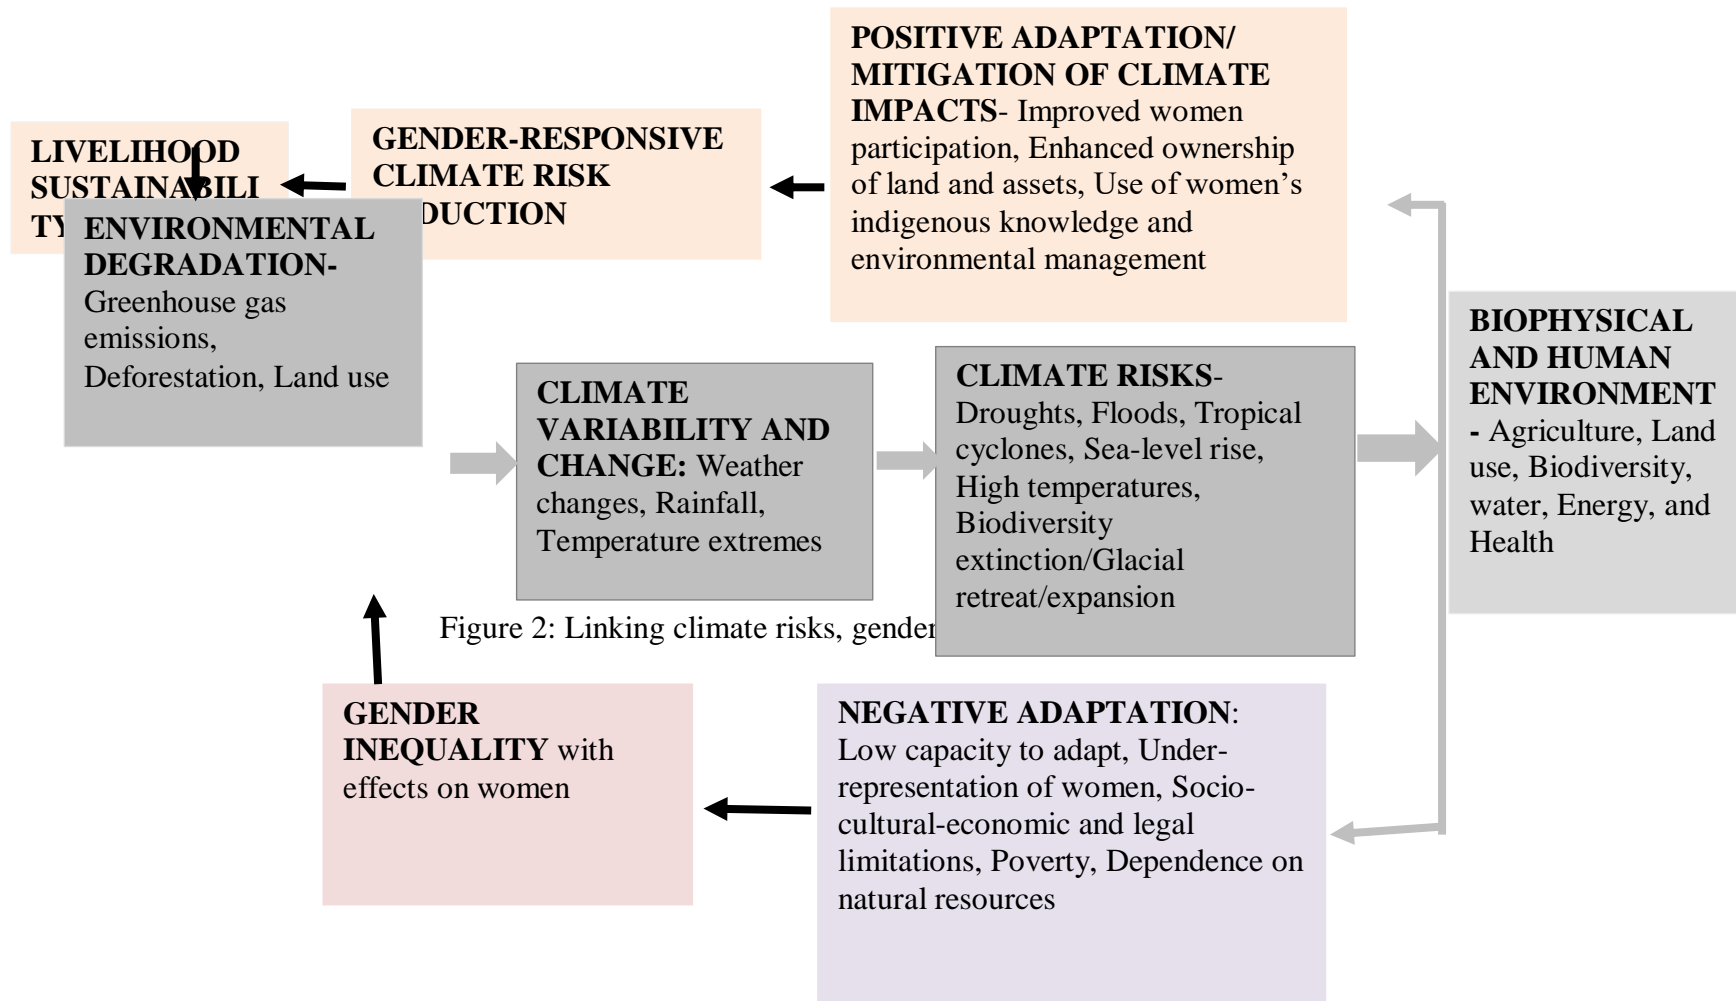 POSITIVE ADAPTATION/
MITIGATION OF CLIMATE
IMPACTS- Improved women
participation, Enhanced ownership
of land and assets, Use of women’s
indigenous knowledge and
environmental management
GENDER-RESPONSIVE
CLIMATE RISK
LIVELIHOOD
ENVIRONMENTAL
DEGRADATION-
Greenhouse gas
emissions,
Deforestation, Land use
CLIMATE
VARIABILITY AND
CHANGE: Weather
changes, Rainfall,
Temperature extremes
CLIMATE RISKS-
Droughts, Floods, Tropical
cyclones, Sea-level rise,
High temperatures,
Biodiversity
extinction/Glacial
retreat/expansion
BIOPHYSICAL
AND HUMAN
ENVIRONMENT
- Agriculture, Land
use, Biodiversity,
water, Energy, and
Health
Figure 2: Linking climate risks, gender
GENDER
INEQUALITY with
effects on women
NEGATIVE ADAPTATION:
Low capacity to adapt, Under-
representation of women, Socio-
cultural-economic and legal
limitations, Poverty, Dependence on
natural resources